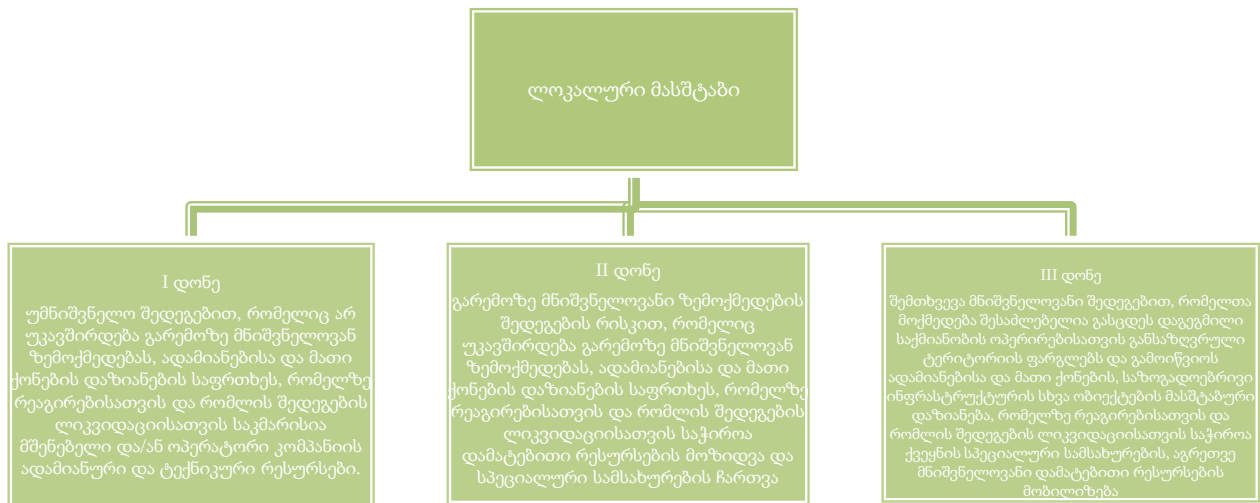 ლოკალური მასშტაბი
I დონე
უმნიშვნელო შედეგებით, რომელიც არ
უკავშირდება გარემოზე მნიშვნელოვან
ზემოქმედებას, ადამიანებისა და მათი
ქონების დაზიანების საფრთხეს, რომელზე
რეაგირებისათვის და რომლის შედეგების
ლიკვიდაციისათვის საკმარისია
მშენებელი და/ან ოპერატორი კომპანიის
ადამიანური და ტექნიკური რესურსები.
II დონე
გარემოზე მნიშვნელოვანი ზემოქმედების
შედეგების რისკით, რომელიც
უკავშირდება გარემოზე მნიშვნელოვან
ზემოქმედებას, ადამიანებისა და მათი
ქონების დაზიანების საფრთხეს, რომელზე
რეაგირებისათვის და რომლის შედეგების
ლიკვიდაციისათვის საჭიროა
დამატებითი რესურსების მოზიდვა და
სპეციალური სამსახურების ჩართვა
III დონე
შემთხვევა მნიშვნელოვანი შედეგებით, რომელთა
მოქმედება შესაძლებელია გასცდეს დაგეგმილი
საქმიანობის ოპერირებისათვის განსაზღვრული
ტერიტორიის ფარგლებს და გამოიწვიოს
ადამიანებისა და მათი ქონების, საზოგადოებრივი
ინფრასტრუქტურის სხვა ობიექტების მასშტაბური
დაზიანება, რომელზე რეაგირებისათვის და
რომლის შედეგების ლიკვიდაციისათვის საჭიროა
ქვეყნის სპეციალური სამსახურების, აგრეთვე
მნიშვნელოვანი დამატებითი რესურსების
მობილიზება